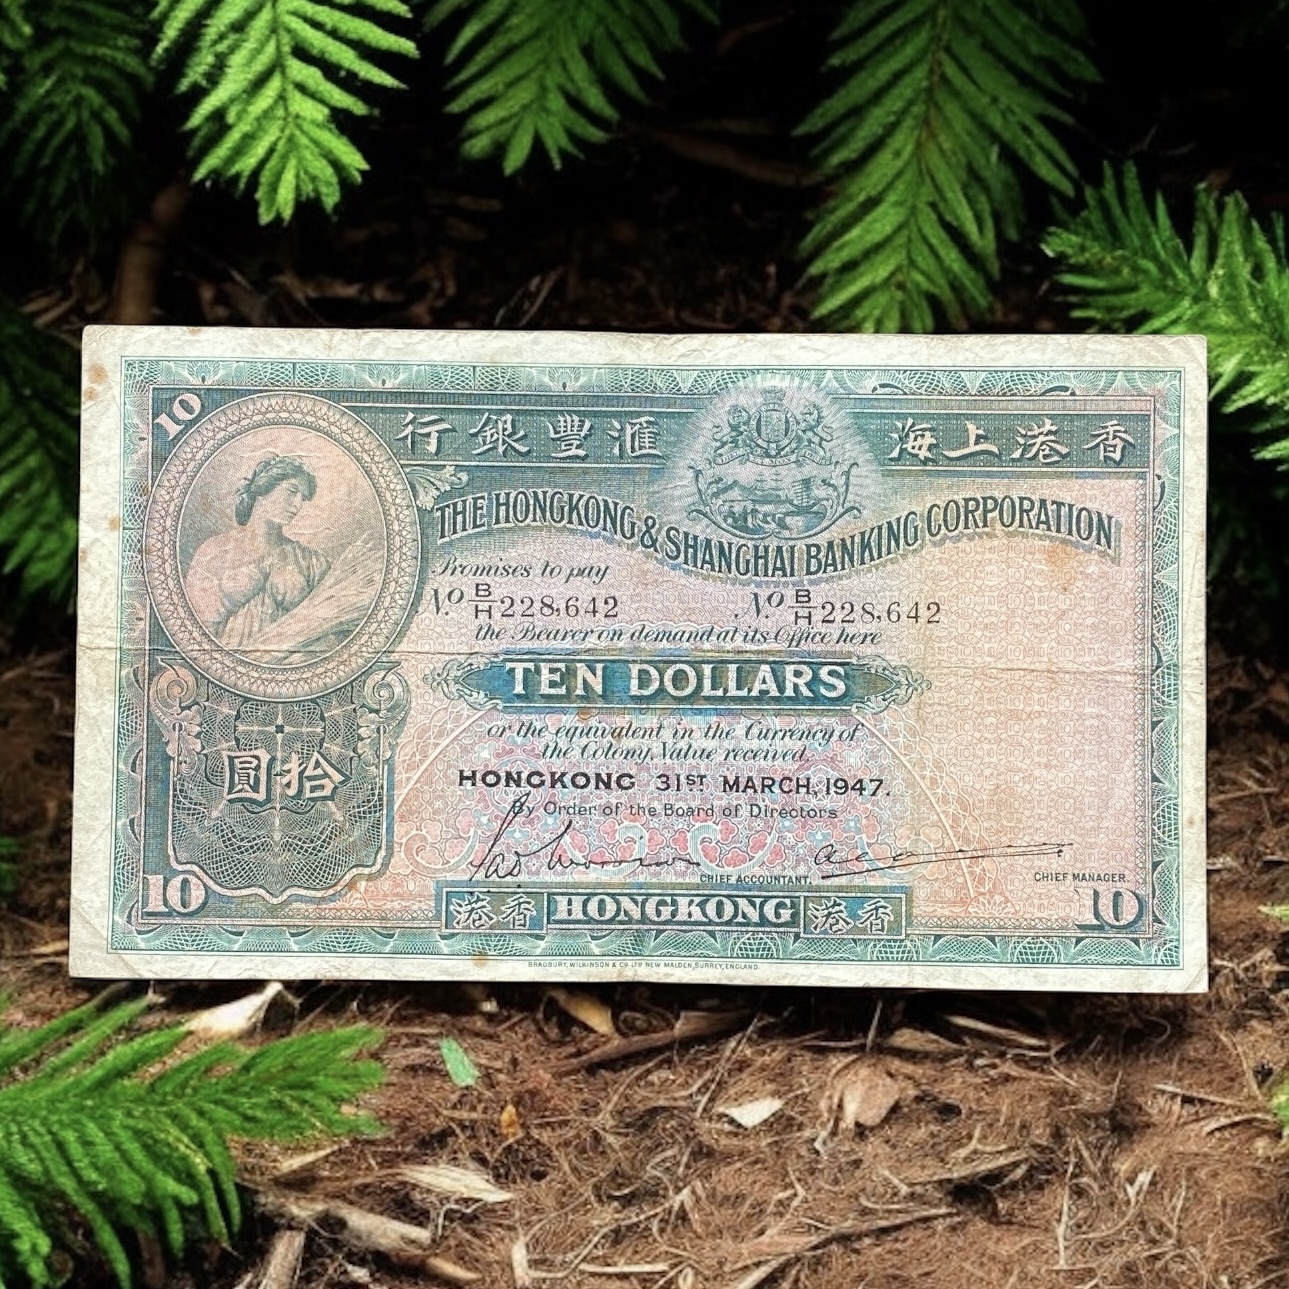 10
行銀豐滙 海上港香
THE HONGKONG & SHANGHAI BANKING CORPORATION
Promises to pay
No B/H 228,642 No B/H 228,642
the Bearer on demand at its Office here
TEN DOLLARS
or the equivalent in the Currency of
the Colony, Value received.
圓拾
HONGKONG 31ST MARCH, 1947.
By Order of the Board of Directors
CHIEF ACCOUNTANT. CHIEF MANAGER.
10 港香 HONGKONG 港香 10
BRADBURY, WILKINSON & CO LTD NEW MALDEN, SURREY, ENGLAND.